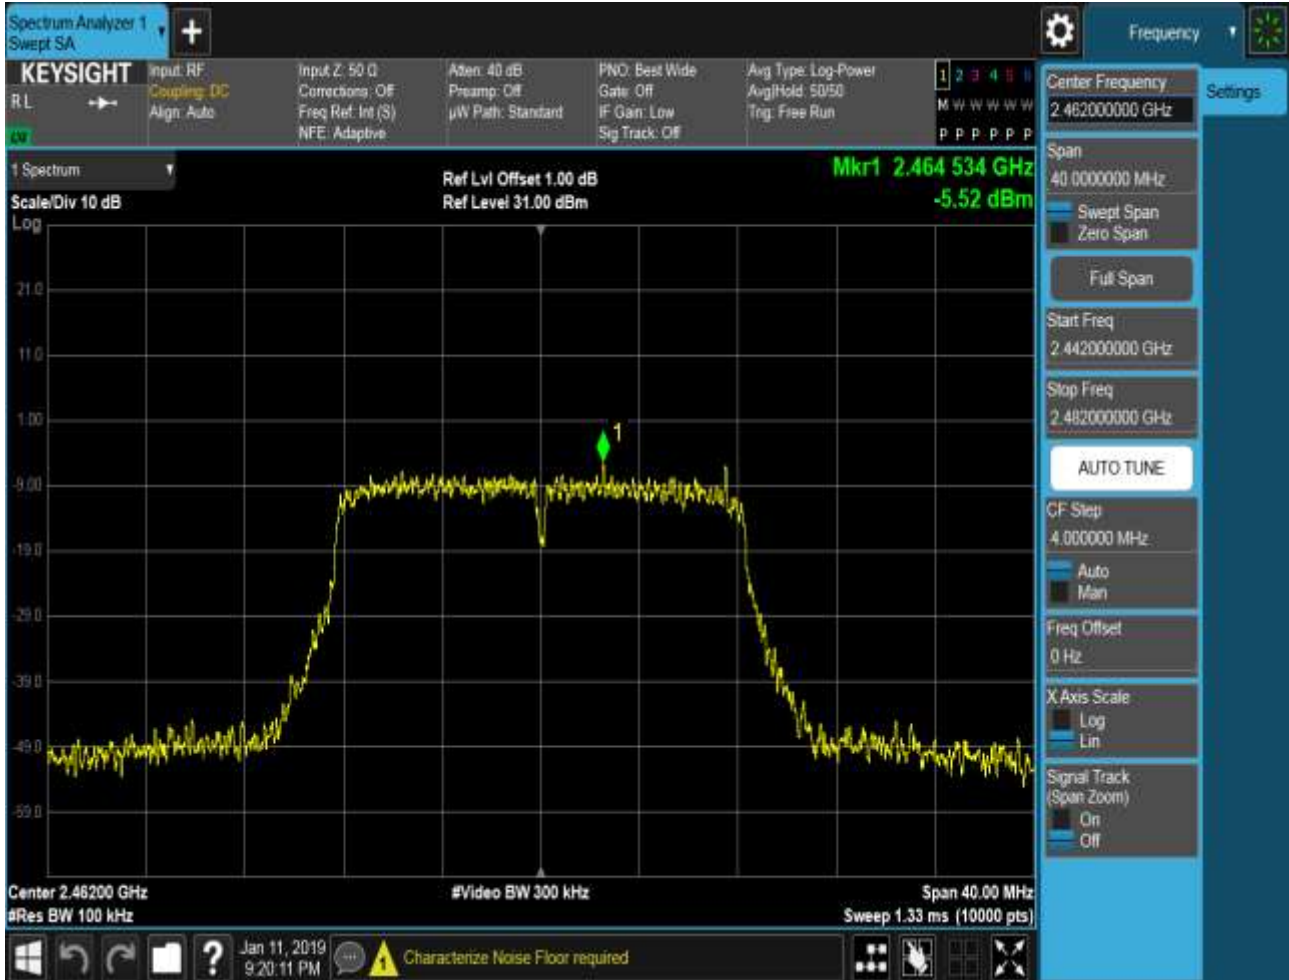 Spectrum Analyzer 1
Swept SA
Frequency
KEYSIGHT
R L
Input: RF
Coupling: DC
Align: Auto
Input Z: 50 Ω
Corrections: Off
Freq Ref: Int (S)
NFE: Adaptive
Atten: 40 dB
Preamp: Off
µW Path: Standard
PNO: Best Wide
Gate: Off
IF Gain: Low
Sig Track: Off
Avg Type: Log-Power
Avg|Hold: 50/50
Trig: Free Run
1 2 3 4 5 6
M W W W W W
P P P P P P
1 Spectrum
Scale/Div 10 dB
Log
Ref Lvl Offset 1.00 dB
Ref Level 31.00 dBm
Mkr1 2.464 534 GHz
-5.52 dBm
21.0
11.0
1.00
-9.00
-19.0
-29.0
-39.0
-49.0
-59.0
1
Center 2.46200 GHz
#Res BW 100 kHz
#Video BW 300 kHz
Span 40.00 MHz
Sweep 1.33 ms (10000 pts)
Center Frequency
2.462000000 GHz
Settings
Span
40.0000000 MHz
Swept Span
Zero Span
Full Span
Start Freq
2.442000000 GHz
Stop Freq
2.482000000 GHz
AUTO TUNE
CF Step
4.000000 MHz
Auto
Man
Freq Offset
0 Hz
X Axis Scale
Log
Lin
Signal Track
(Span Zoom)
On
Off
?
Jan 11, 2019
9:20:11 PM
Characterize Noise Floor required